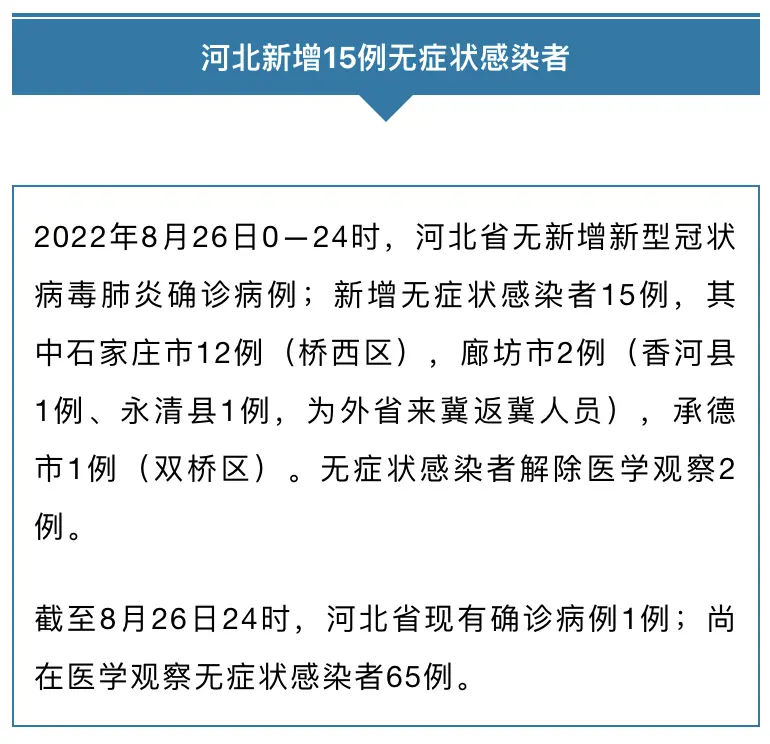 河北新增15例无症状感染者
2022年8月26日0—24时，河北省无新增新型冠状
病毒肺炎确诊病例；新增无症状感染者15例，其
中石家庄市12例（桥西区），廊坊市2例（香河县
1例、永清县1例，为外省来冀返冀人员），承德
市1例（双桥区）。无症状感染者解除医学观察2
例。
截至8月26日24时，河北省现有确诊病例1例；尚
在医学观察无症状感染者65例。